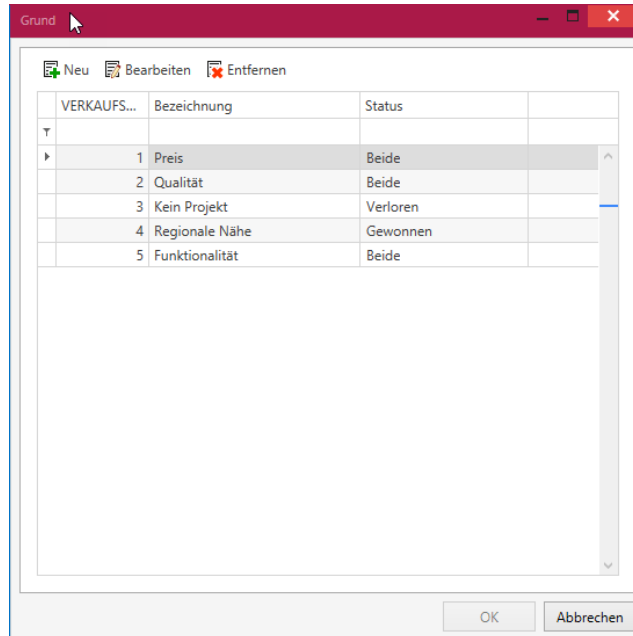 Grund
Neu Bearbeiten Entfernen
VERKAUFS... Bezeichnung Status
1 Preis Beide
2 Qualität Beide
3 Kein Projekt Verloren
4 Regionale Nähe Gewonnen
5 Funktionalität Beide
OK Abbrechen